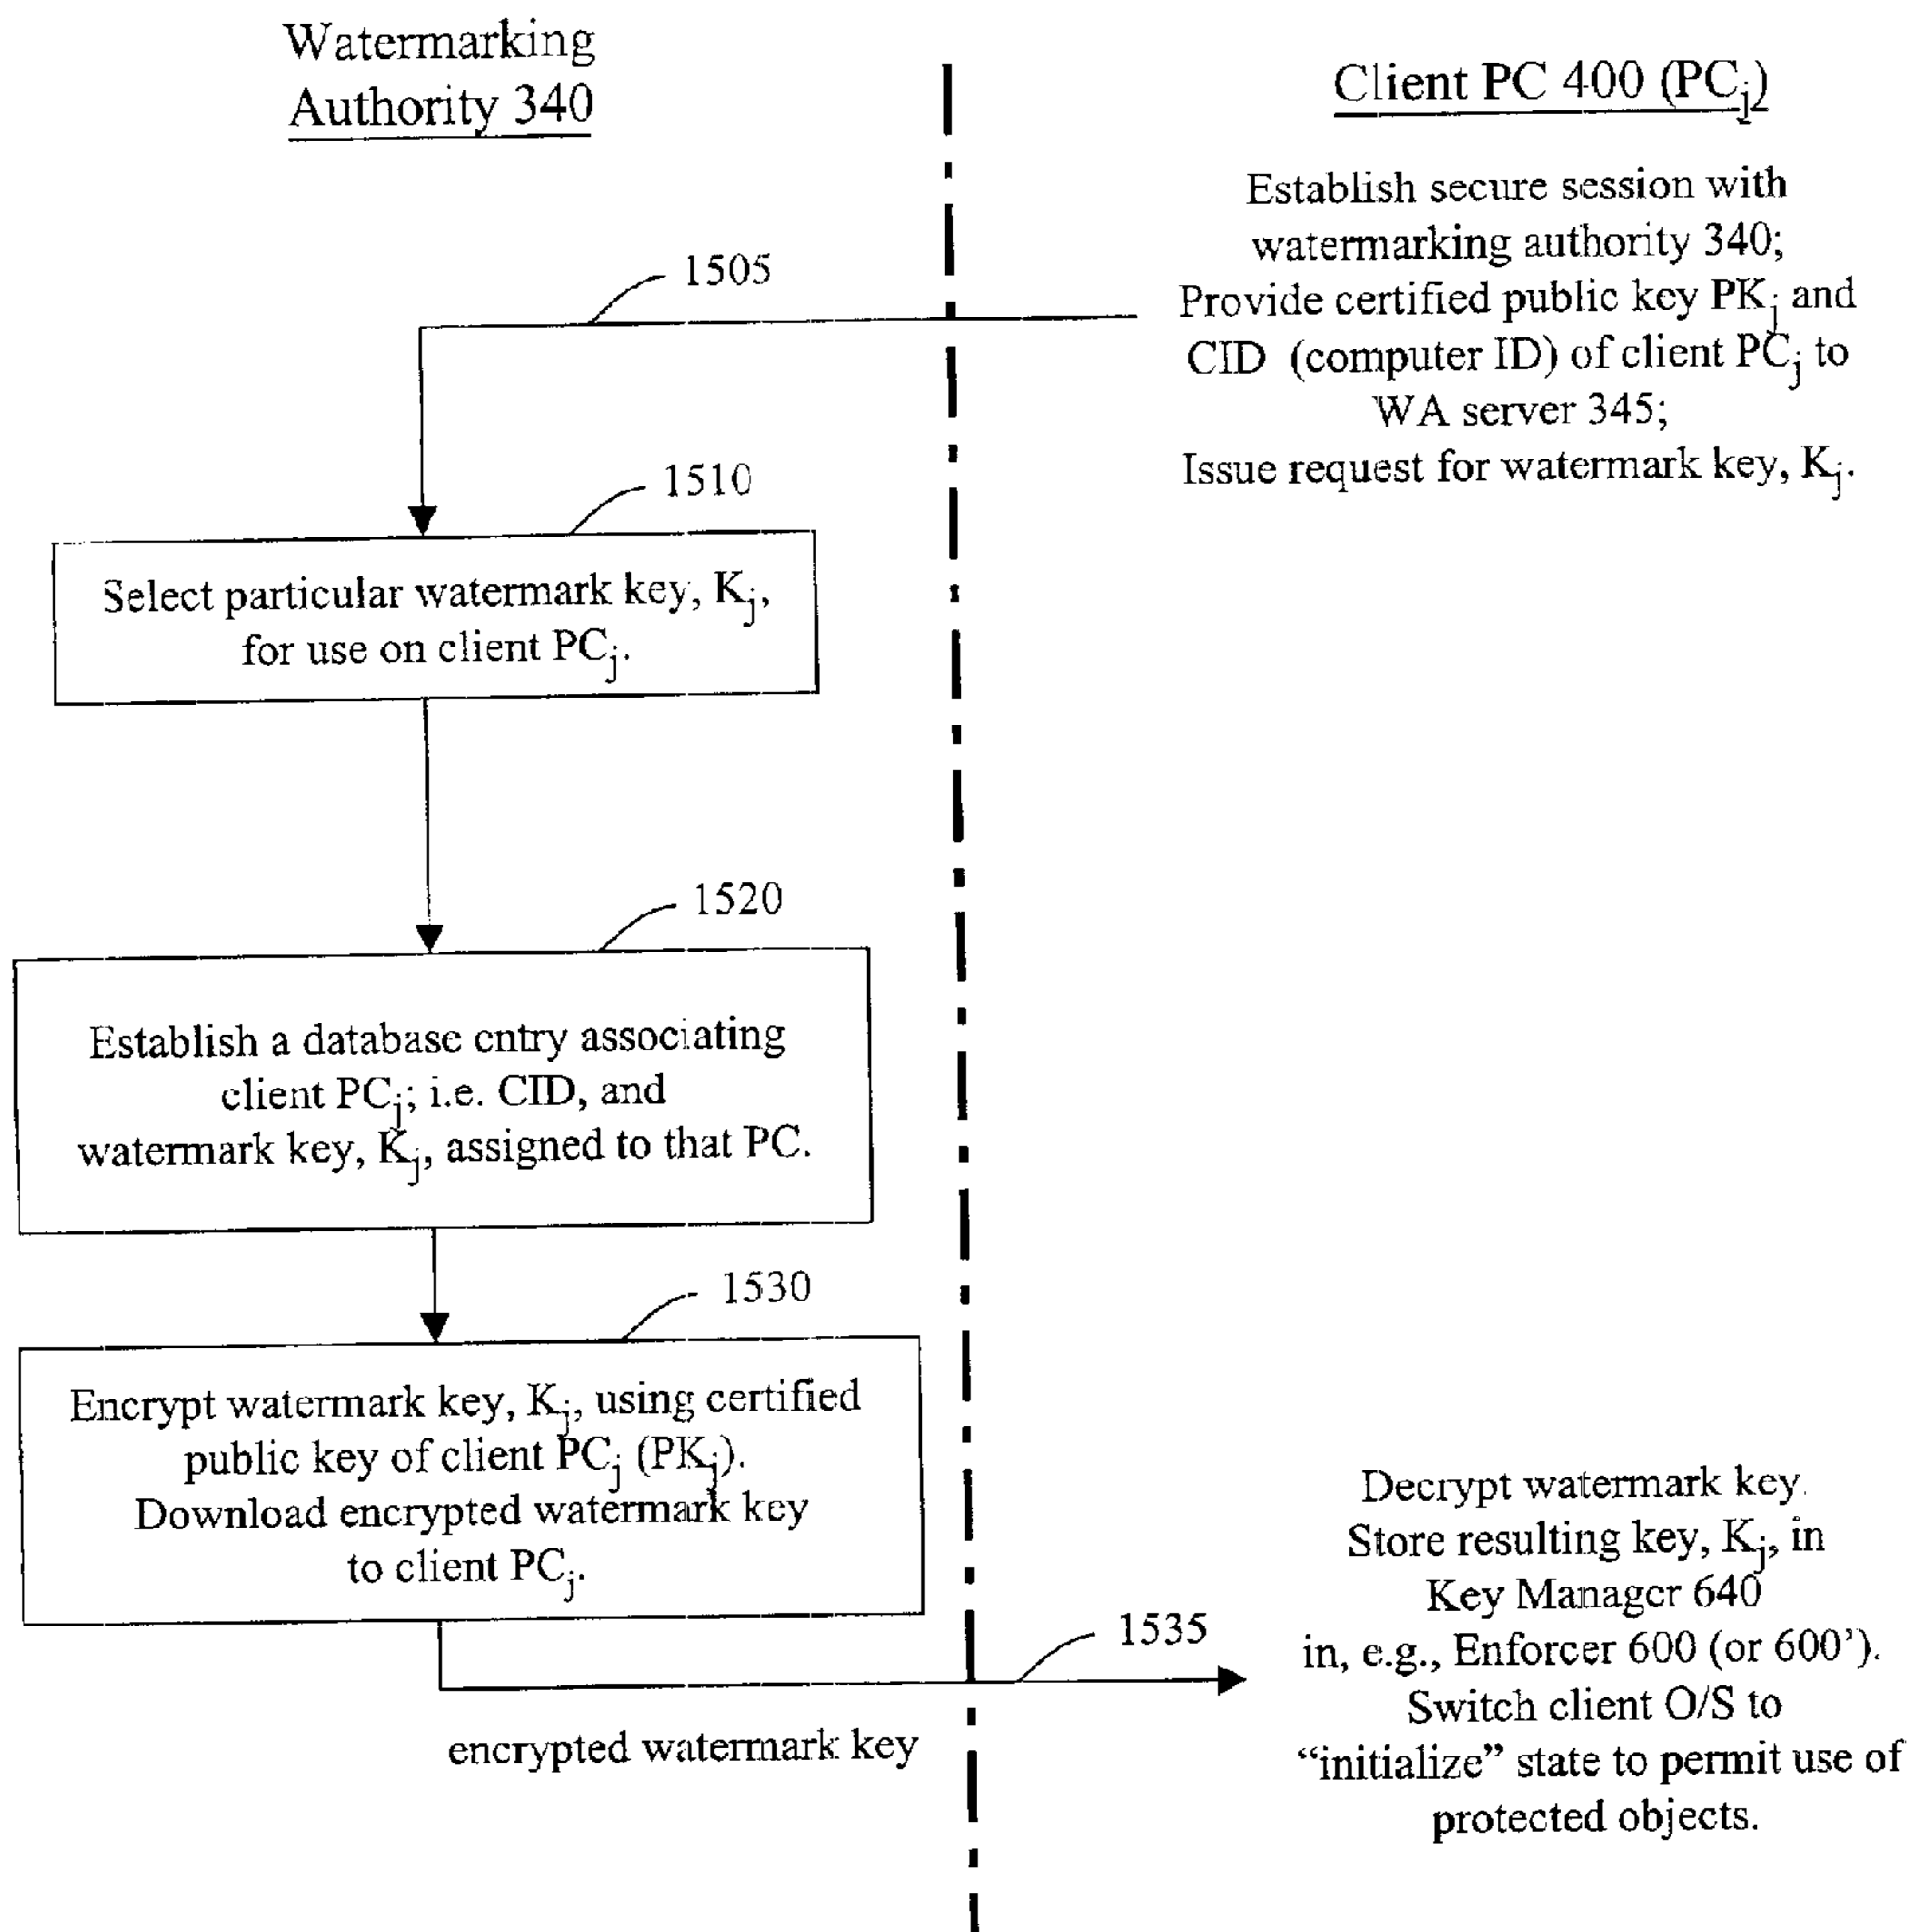 Watermarking
Authority 340
Client PC 400 (PCj)
Establish secure session with
watermarking authority 340;
Provide certified public key PKj and
CID (computer ID) of client PCj to
WA server 345;
Issue request for watermark key, Kj.
1505
1510
Select particular watermark key, Kj,
for use on client PCj.
1520
Establish a database entry associating
client PCj; i.e. CID, and
watermark key, Kj, assigned to that PC.
1530
Encrypt watermark key, Kj, using certified
public key of client PCj (PKj).
Download encrypted watermark key
to client PCj.
1535
encrypted watermark key
Decrypt watermark key.
Store resulting key, Kj, in
Key Manager 640
in, e.g., Enforcer 600 (or 600’).
Switch client O/S to
“initialize” state to permit use of
protected objects.